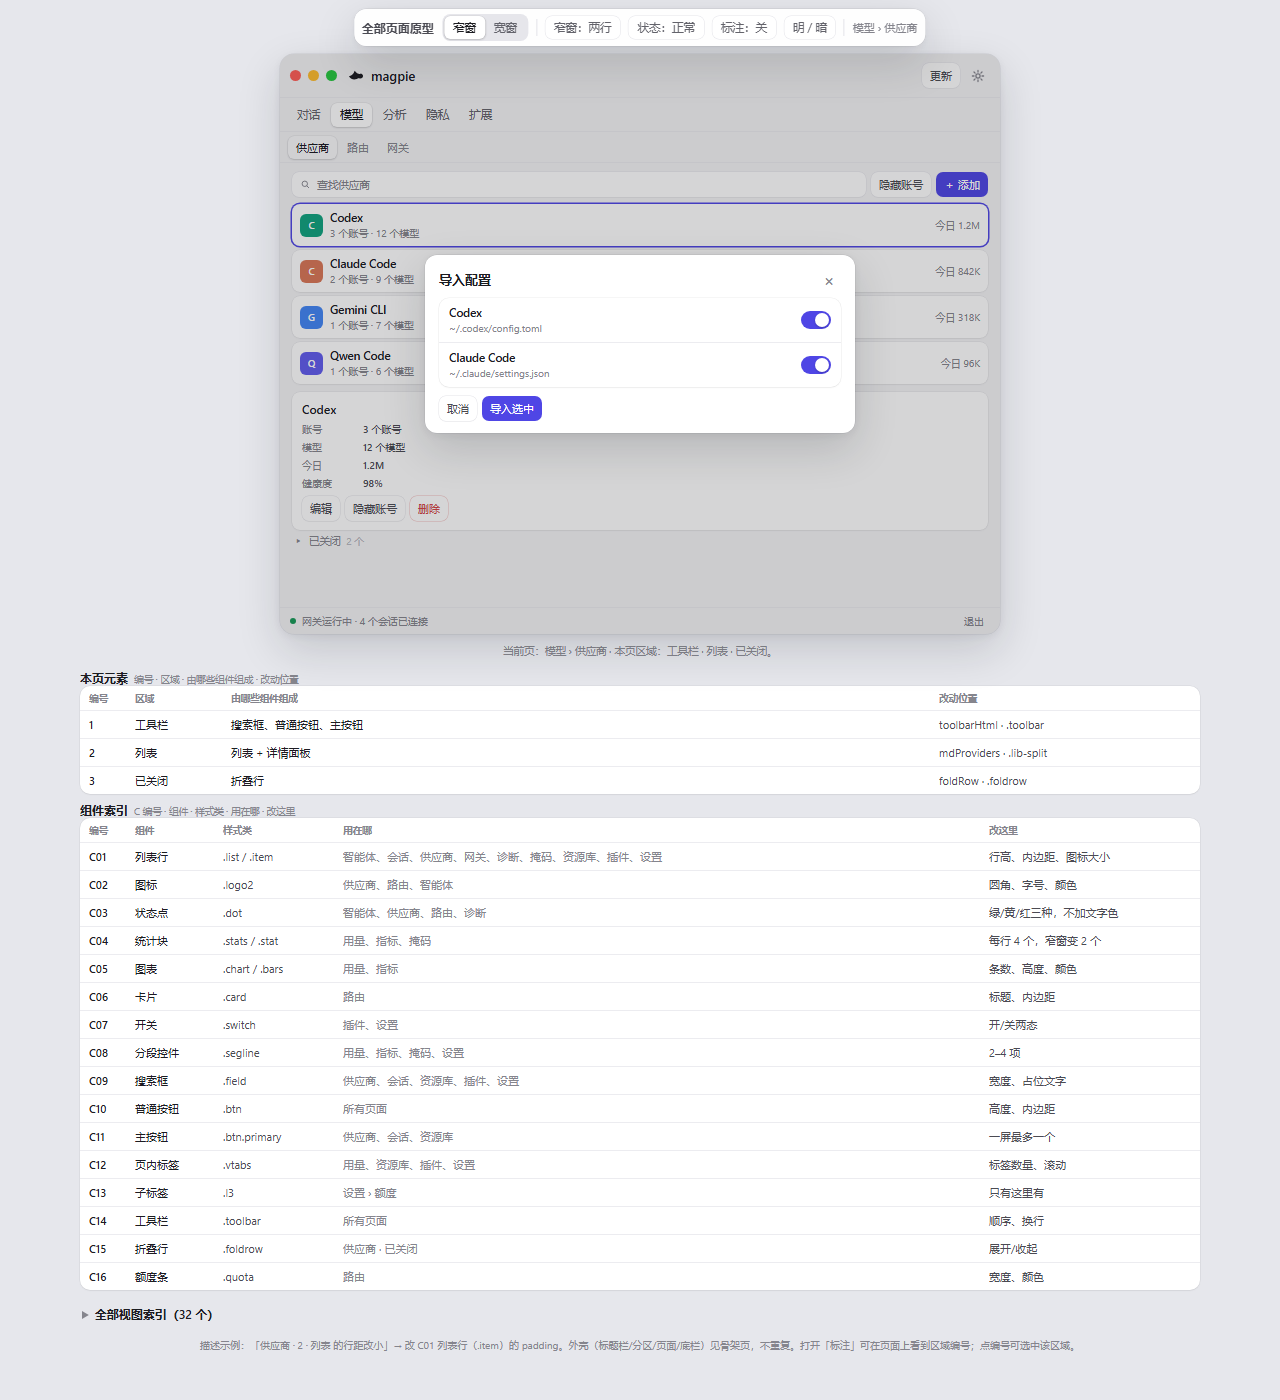 全部页面原型 窄窗 宽窗 窄窗：两行 状态：正常 标注：关 明 / 暗 模型 › 供应商
magpie 更新
对话 模型 分析 隐私 扩展
供应商 路由 网关
查找供应商 隐藏账号 + 添加
C Codex 今日 1.2M
3 个账号 · 12 个模型
C Claude Code 今日 842K
2 个账号 · 9 个模型
G Gemini CLI 今日 318K
1 个账号 · 7 个模型
Q Qwen Code 今日 96K
1 个账号 · 6 个模型
导入配置 ×
Codex
~/.codex/config.toml
Claude Code
~/.claude/settings.json
取消 导入选中
Codex
账号 3 个账号
模型 12 个模型
今日 1.2M
健康度 98%
编辑 隐藏账号 删除
▸ 已关闭 2 个
网关运行中 · 4 个会话已连接 退出
当前页：模型 › 供应商 · 本页区域：工具栏 · 列表 · 已关闭。
本页元素 编号 · 区域 · 由哪些组件组成 · 改动位置
编号 区域 由哪些组件组成 改动位置
1 工具栏 搜索框、普通按钮、主按钮 toolbarHtml · .toolbar
2 列表 列表 + 详情面板 mdProviders · .lib-split
3 已关闭 折叠行 foldRow · .foldrow
组件索引 C 编号 · 组件 · 样式类 · 用在哪 · 改这里
编号 组件 样式类 用在哪 改这里
C01 列表行 .list / .item 智能体、会话、供应商、网关、诊断、掩码、资源库、插件、设置 行高、内边距、图标大小
C02 图标 .logo2 供应商、路由、智能体 圆角、字号、颜色
C03 状态点 .dot 智能体、供应商、路由、诊断 绿/黄/红三种，不加文字色
C04 统计块 .stats / .stat 用量、指标、掩码 每行 4 个，窄窗变 2 个
C05 图表 .chart / .bars 用量、指标 条数、高度、颜色
C06 卡片 .card 路由 标题、内边距
C07 开关 .switch 插件、设置 开/关两态
C08 分段控件 .segline 用量、指标、掩码、设置 2–4 项
C09 搜索框 .field 供应商、会话、资源库、插件、设置 宽度、占位文字
C10 普通按钮 .btn 所有页面 高度、内边距
C11 主按钮 .btn.primary 供应商、会话、资源库 一屏最多一个
C12 页内标签 .vtabs 用量、资源库、插件、设置 标签数量、滚动
C13 子标签 .l3 设置 › 额度 只有这里有
C14 工具栏 .toolbar 所有页面 顺序、换行
C15 折叠行 .foldrow 供应商 · 已关闭 展开/收起
C16 额度条 .quota 路由 宽度、颜色
▶ 全部视图索引（32 个）
描述示例：「供应商 · 2 · 列表 的行距改小」→ 改 C01 列表行（.item）的 padding。外壳（标题栏/分区/页面/底栏）见骨架页，不重复。打开「标注」可在页面上看到区域编号；点编号可选中该区域。